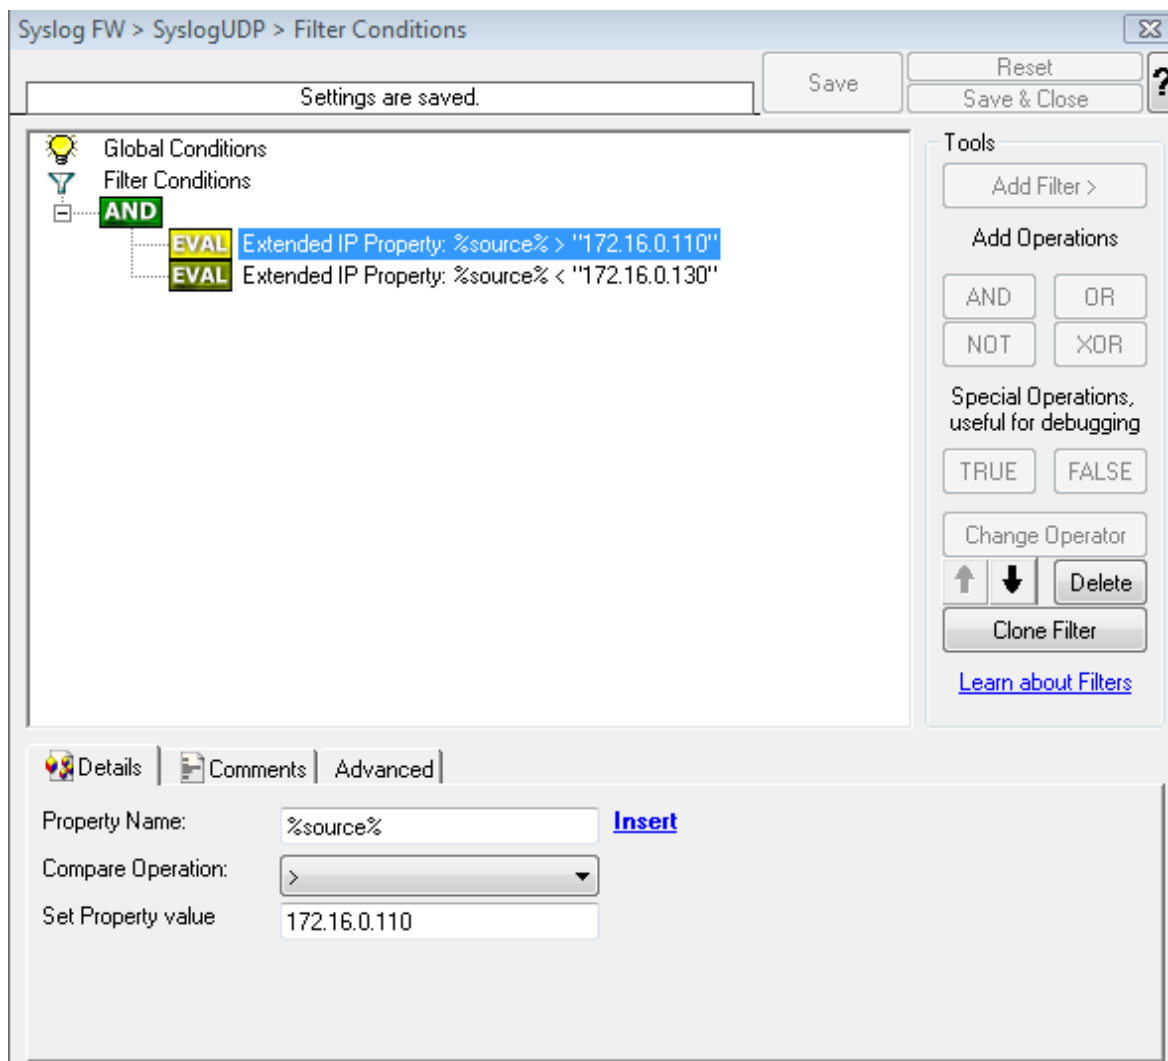 Syslog FW > SyslogUDP > Filter Conditions
Settings are saved.
Save
Reset
Save & Close
?
Global Conditions
Filter Conditions
AND
EVAL Extended IP Property: %source% > "172.16.0.110"
EVAL Extended IP Property: %source% < "172.16.0.130"
Tools
Add Filter >
Add Operations
AND OR
NOT XOR
Special Operations,
useful for debugging
TRUE FALSE
Change Operator
Delete
Clone Filter
Learn about Filters
Details Comments Advanced
Property Name: %source% Insert
Compare Operation: >
Set Property value 172.16.0.110